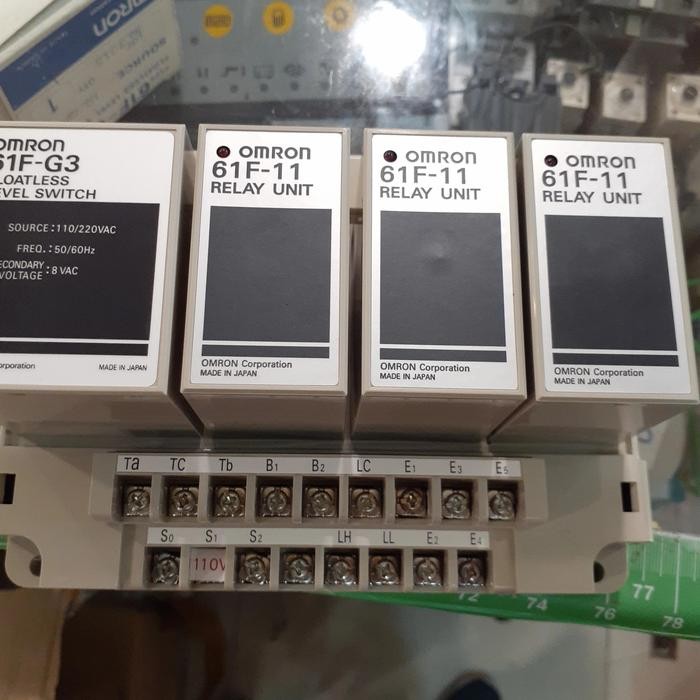 OMRON
SOURCE
OMRON
61F-G3
LOATLESS
EVEL SWITCH
SOURCE:110/220VAC
FREQ.:50/60Hz
ECONDARY
VOLTAGE :8 VAC
orporation MADE IN JAPAN
OMRON
61F-11
RELAY UNIT
OMRON Corporation
MADE IN JAPAN
OMRON
61F-11
RELAY UNIT
OMRON Corporation
MADE IN JAPAN
OMRON
61F-11
RELAY UNIT
OMRON Corporation
MADE IN JAPAN
Ta TC Tb B1 B2 LC E1 E3 E5
S0 S1 S2 LH LL E2 E4
110V
72 74 76 77 78